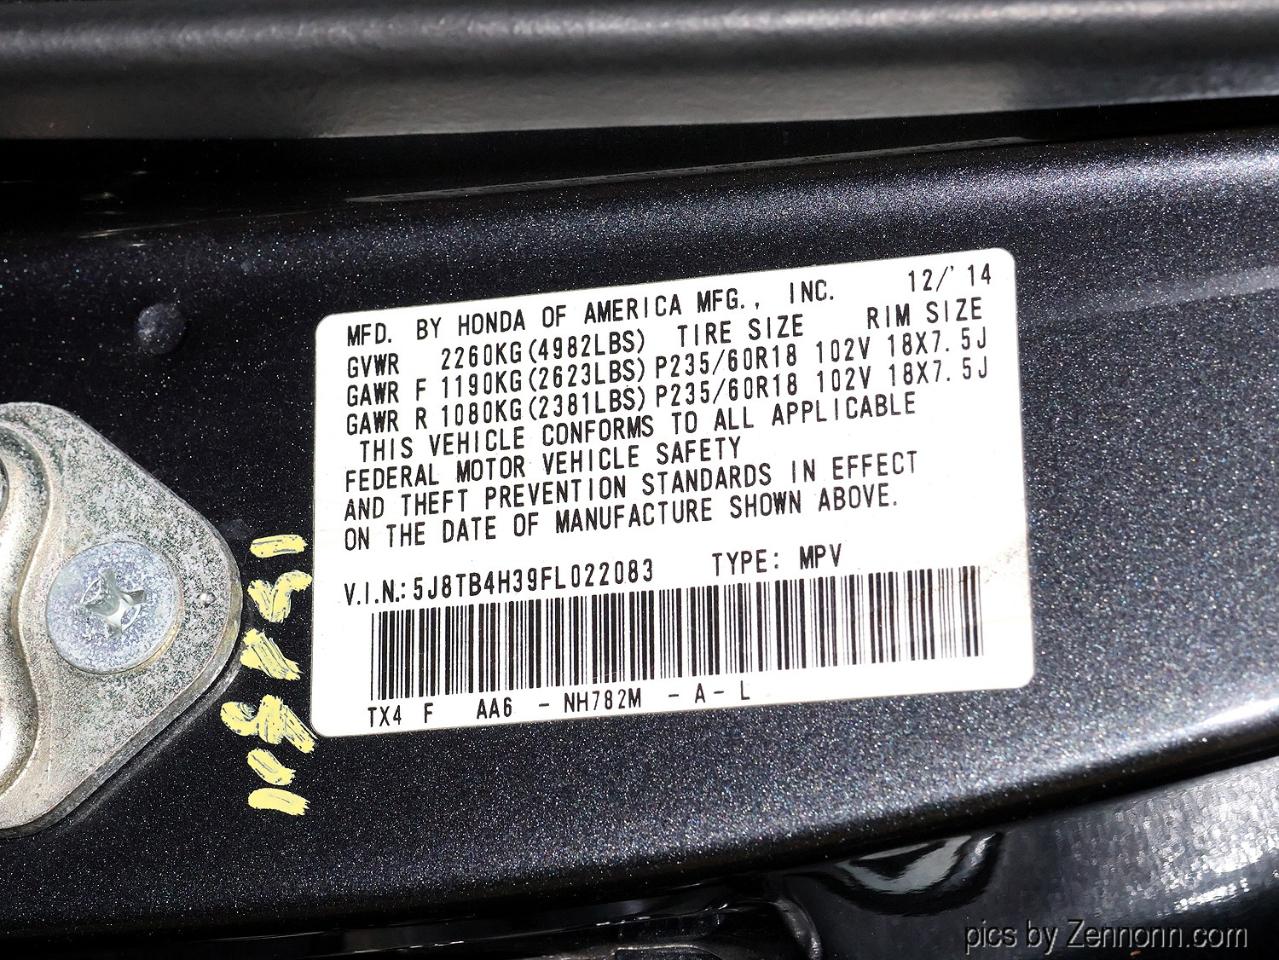 MFD. BY HONDA OF AMERICA MFG., INC. 12/'14
GVWR 2260KG(4982LBS) TIRE SIZE RIM SIZE
GAWR F 1190KG(2623LBS) P235/60R18 102V 18X7.5J
GAWR R 1080KG(2381LBS) P235/60R18 102V 18X7.5J
THIS VEHICLE CONFORMS TO ALL APPLICABLE
FEDERAL MOTOR VEHICLE SAFETY
AND THEFT PREVENTION STANDARDS IN EFFECT
ON THE DATE OF MANUFACTURE SHOWN ABOVE.
V.I.N.: 5J8TB4H39FL022083 TYPE: MPV
TX4 F AA6 - NH782M - A - L
pics by Zennonn.com